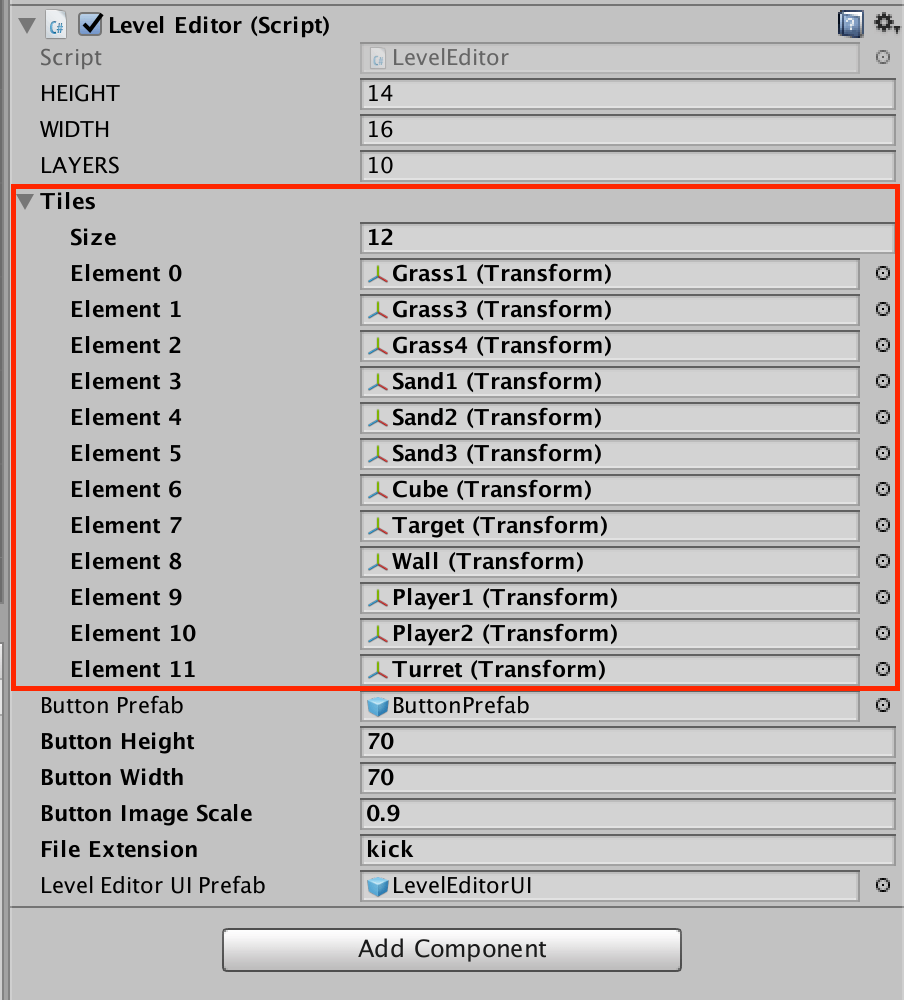 Level Editor (Script)
Script LevelEditor
HEIGHT 14
WIDTH 16
LAYERS 10
Tiles
Size 12
Element 0 Grass1 (Transform)
Element 1 Grass3 (Transform)
Element 2 Grass4 (Transform)
Element 3 Sand1 (Transform)
Element 4 Sand2 (Transform)
Element 5 Sand3 (Transform)
Element 6 Cube (Transform)
Element 7 Target (Transform)
Element 8 Wall (Transform)
Element 9 Player1 (Transform)
Element 10 Player2 (Transform)
Element 11 Turret (Transform)
Button Prefab ButtonPrefab
Button Height 70
Button Width 70
Button Image Scale 0.9
File Extension kick
Level Editor UI Prefab LevelEditorUI
Add Component